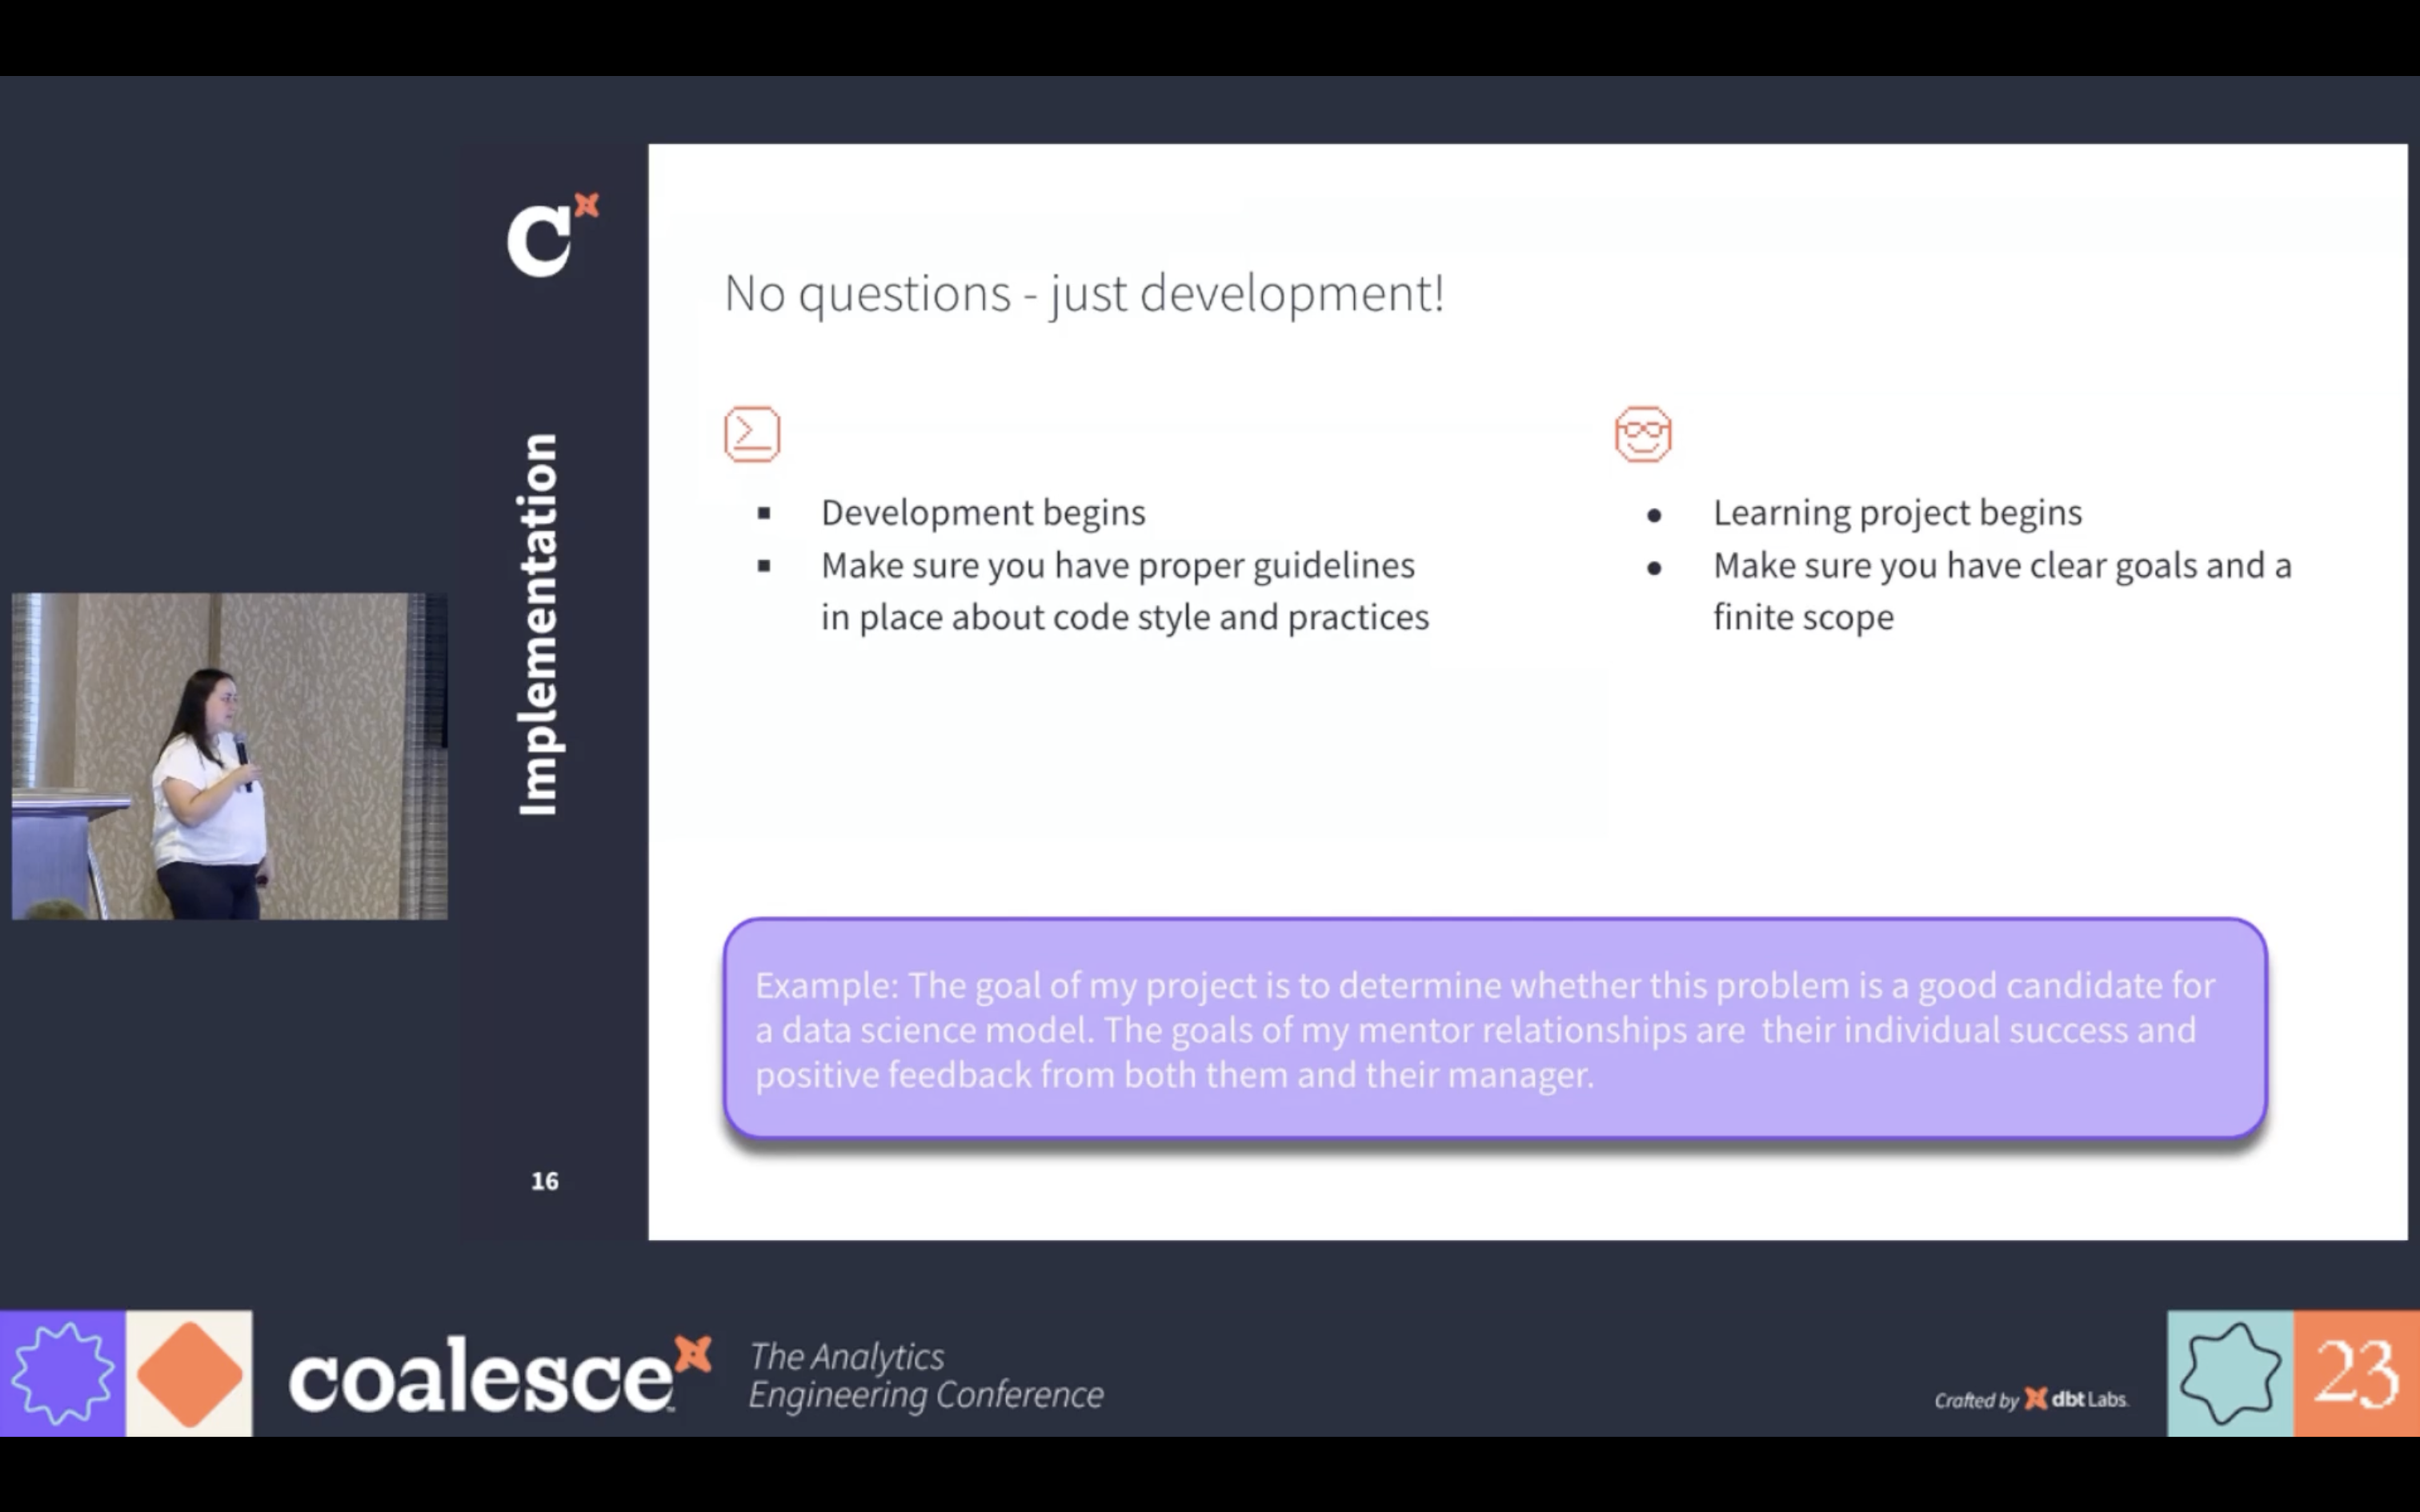 C
Implementation
16
No questions - just development!
Development begins
Make sure you have proper guidelines
in place about code style and practices
Learning project begins
Make sure you have clear goals and a
finite scope
Example: The goal of my project is to determine whether this problem is a good candidate for
a data science model. The goals of my mentor relationships are  their individual success and
positive feedback from both them and their manager.
coalesce
The Analytics
Engineering Conference
Crafted by dbt Labs
23